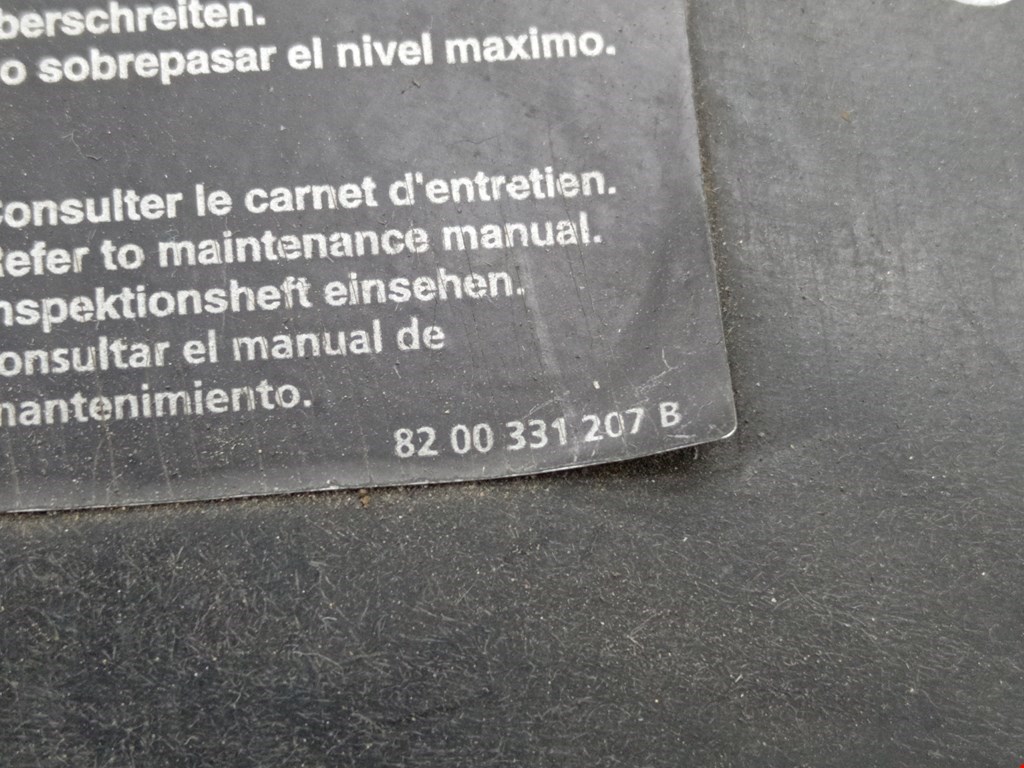 berschreiten.
o sobrepasar el nivel maximo.
onsulter le carnet d'entretien.
efer to maintenance manual.
nspektionsheft einsehen.
onsultar el manual de
mantenimiento.
82 00 331 207 B